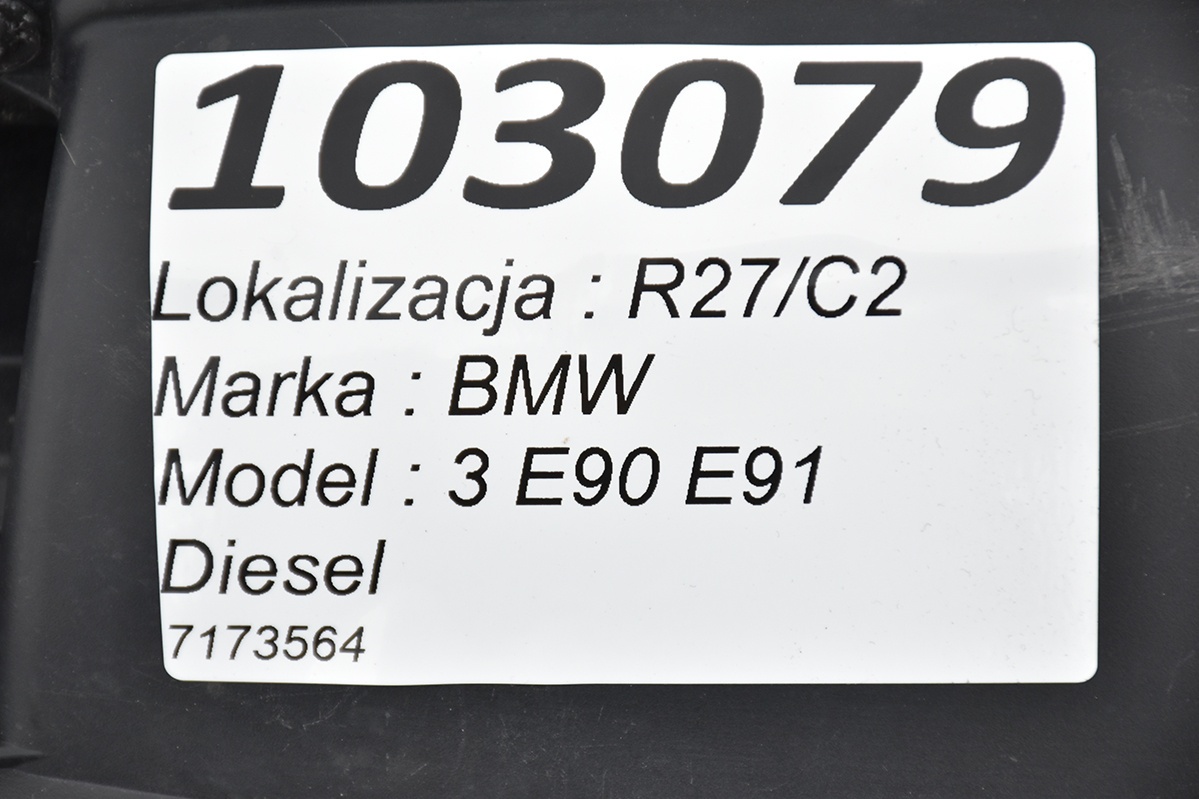 103079
Lokalizacja : R27/C2
Marka : BMW
Model : 3 E90 E91
Diesel
7173564